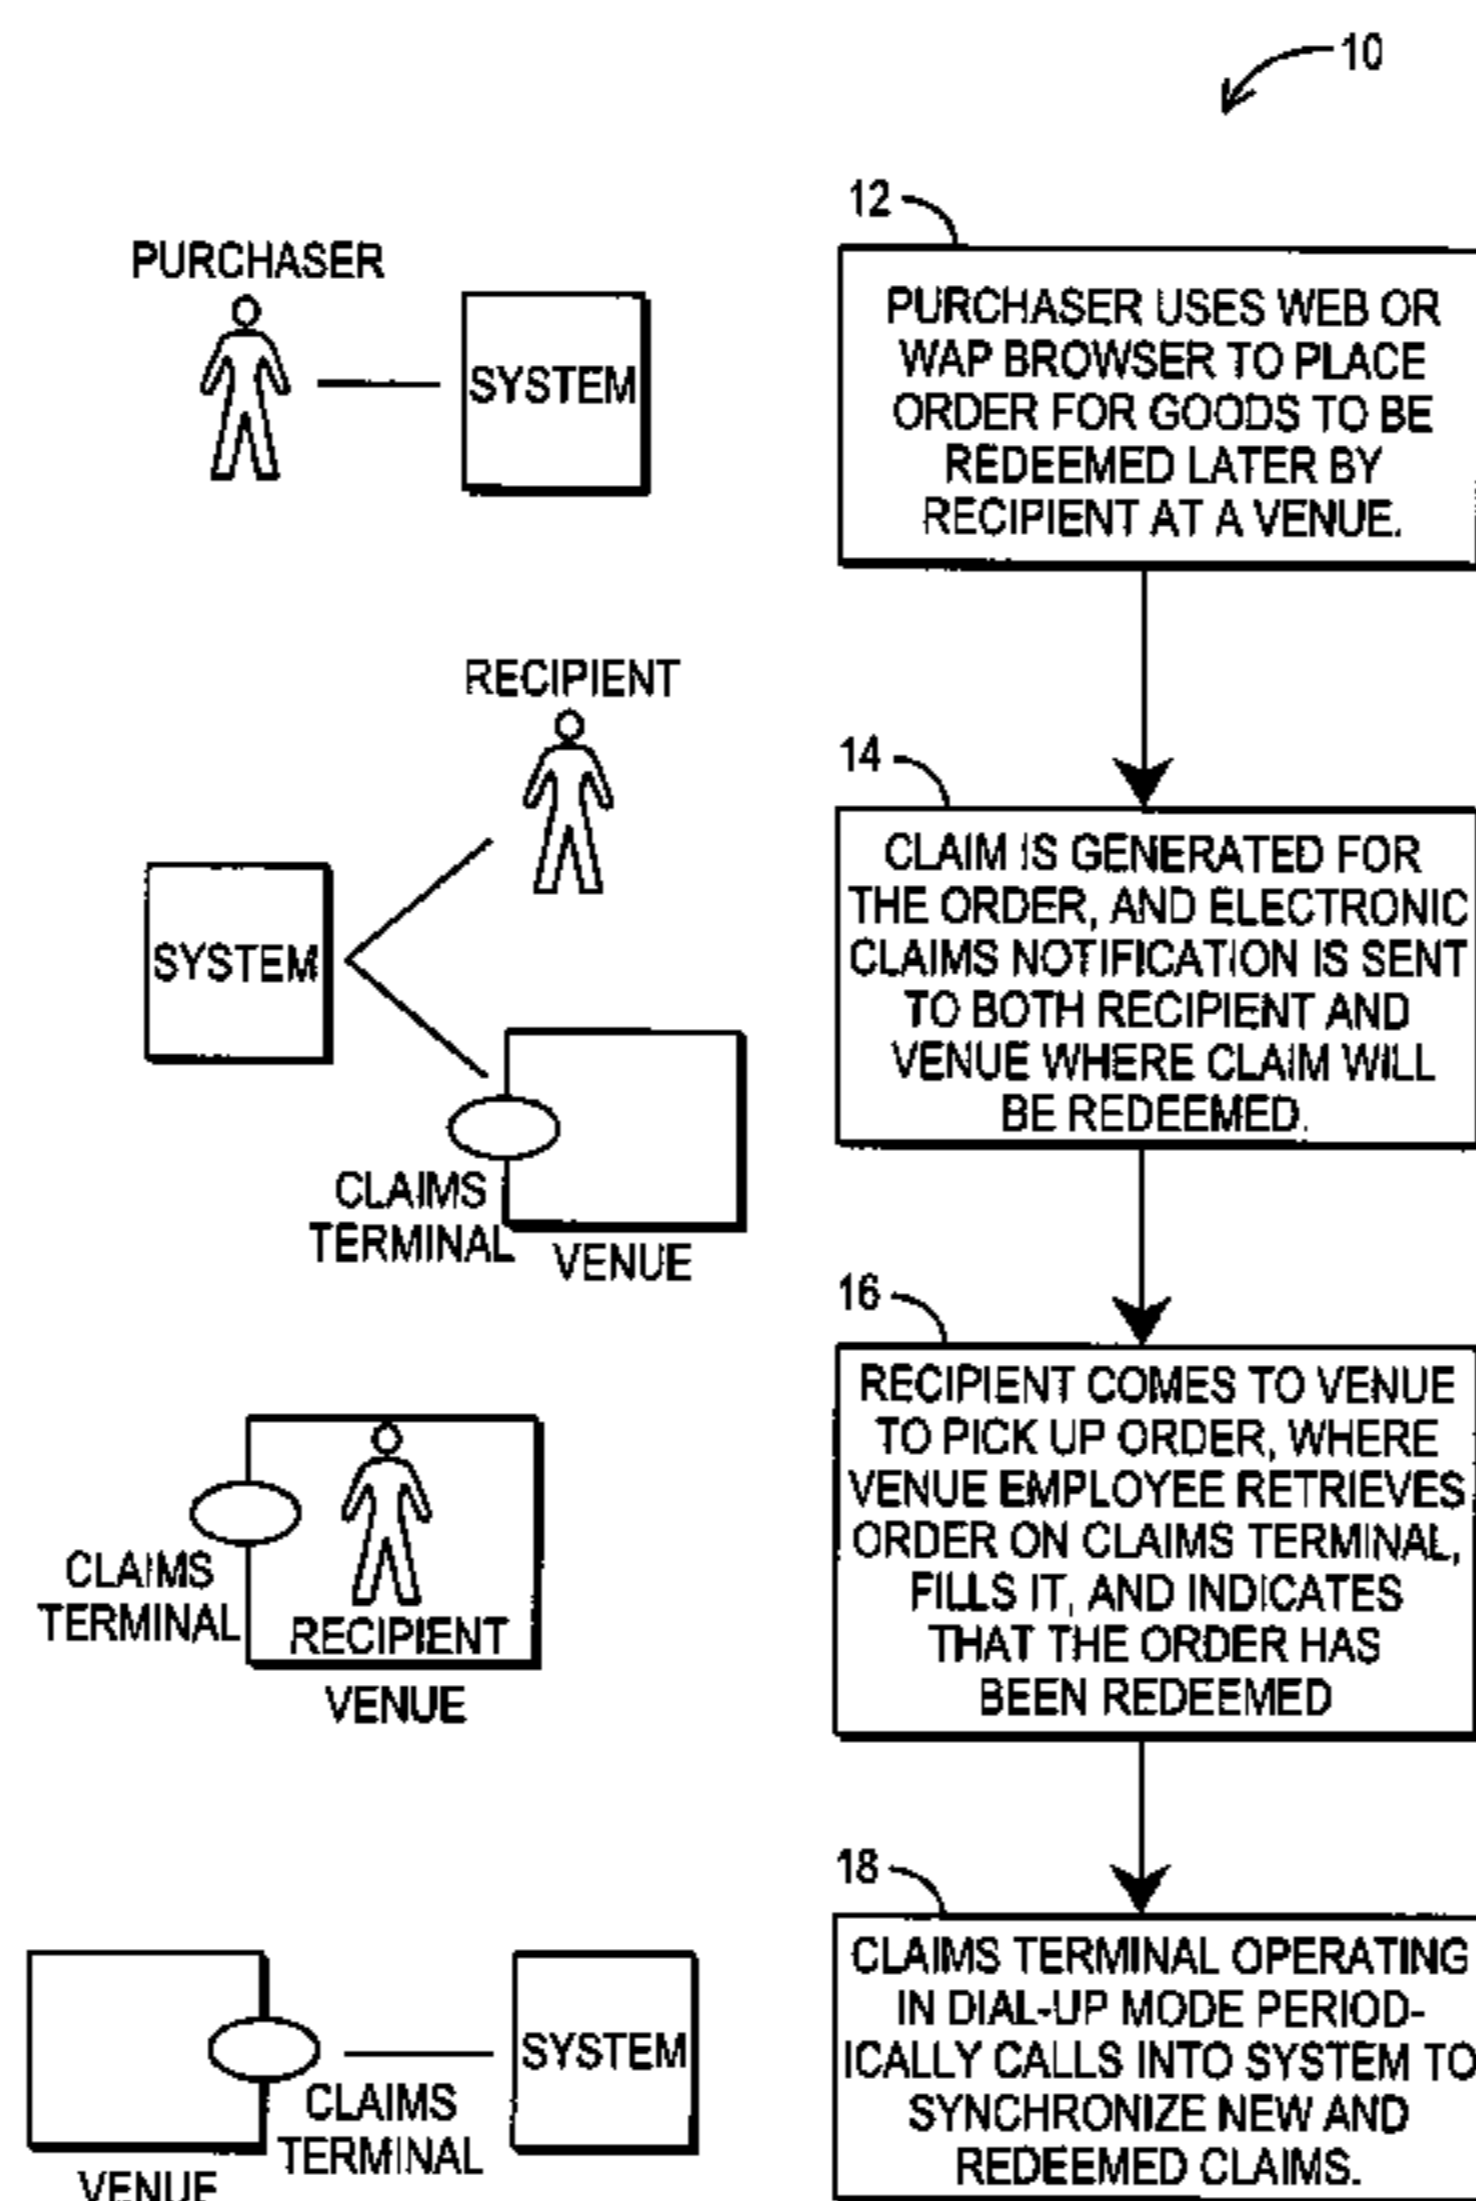 10
12
PURCHASER
SYSTEM
PURCHASER USES WEB OR
WAP BROWSER TO PLACE
ORDER FOR GOODS TO BE
REDEEMED LATER BY
RECIPIENT AT A VENUE.
RECIPIENT
SYSTEM
CLAIMS
TERMINAL
VENUE
14
CLAIM IS GENERATED FOR
THE ORDER, AND ELECTRONIC
CLAIMS NOTIFICATION IS SENT
TO BOTH RECIPIENT AND
VENUE WHERE CLAIM WILL
BE REDEEMED.
CLAIMS
TERMINAL
RECIPIENT
VENUE
16
RECIPIENT COMES TO VENUE
TO PICK UP ORDER, WHERE
VENUE EMPLOYEE RETRIEVES
ORDER ON CLAIMS TERMINAL,
FILLS IT, AND INDICATES
THAT THE ORDER HAS
BEEN REDEEMED
VENUE
CLAIMS
TERMINAL
SYSTEM
18
CLAIMS TERMINAL OPERATING
IN DIAL-UP MODE PERIOD-
ICALLY CALLS INTO SYSTEM TO
SYNCHRONIZE NEW AND
REDEEMED CLAIMS.